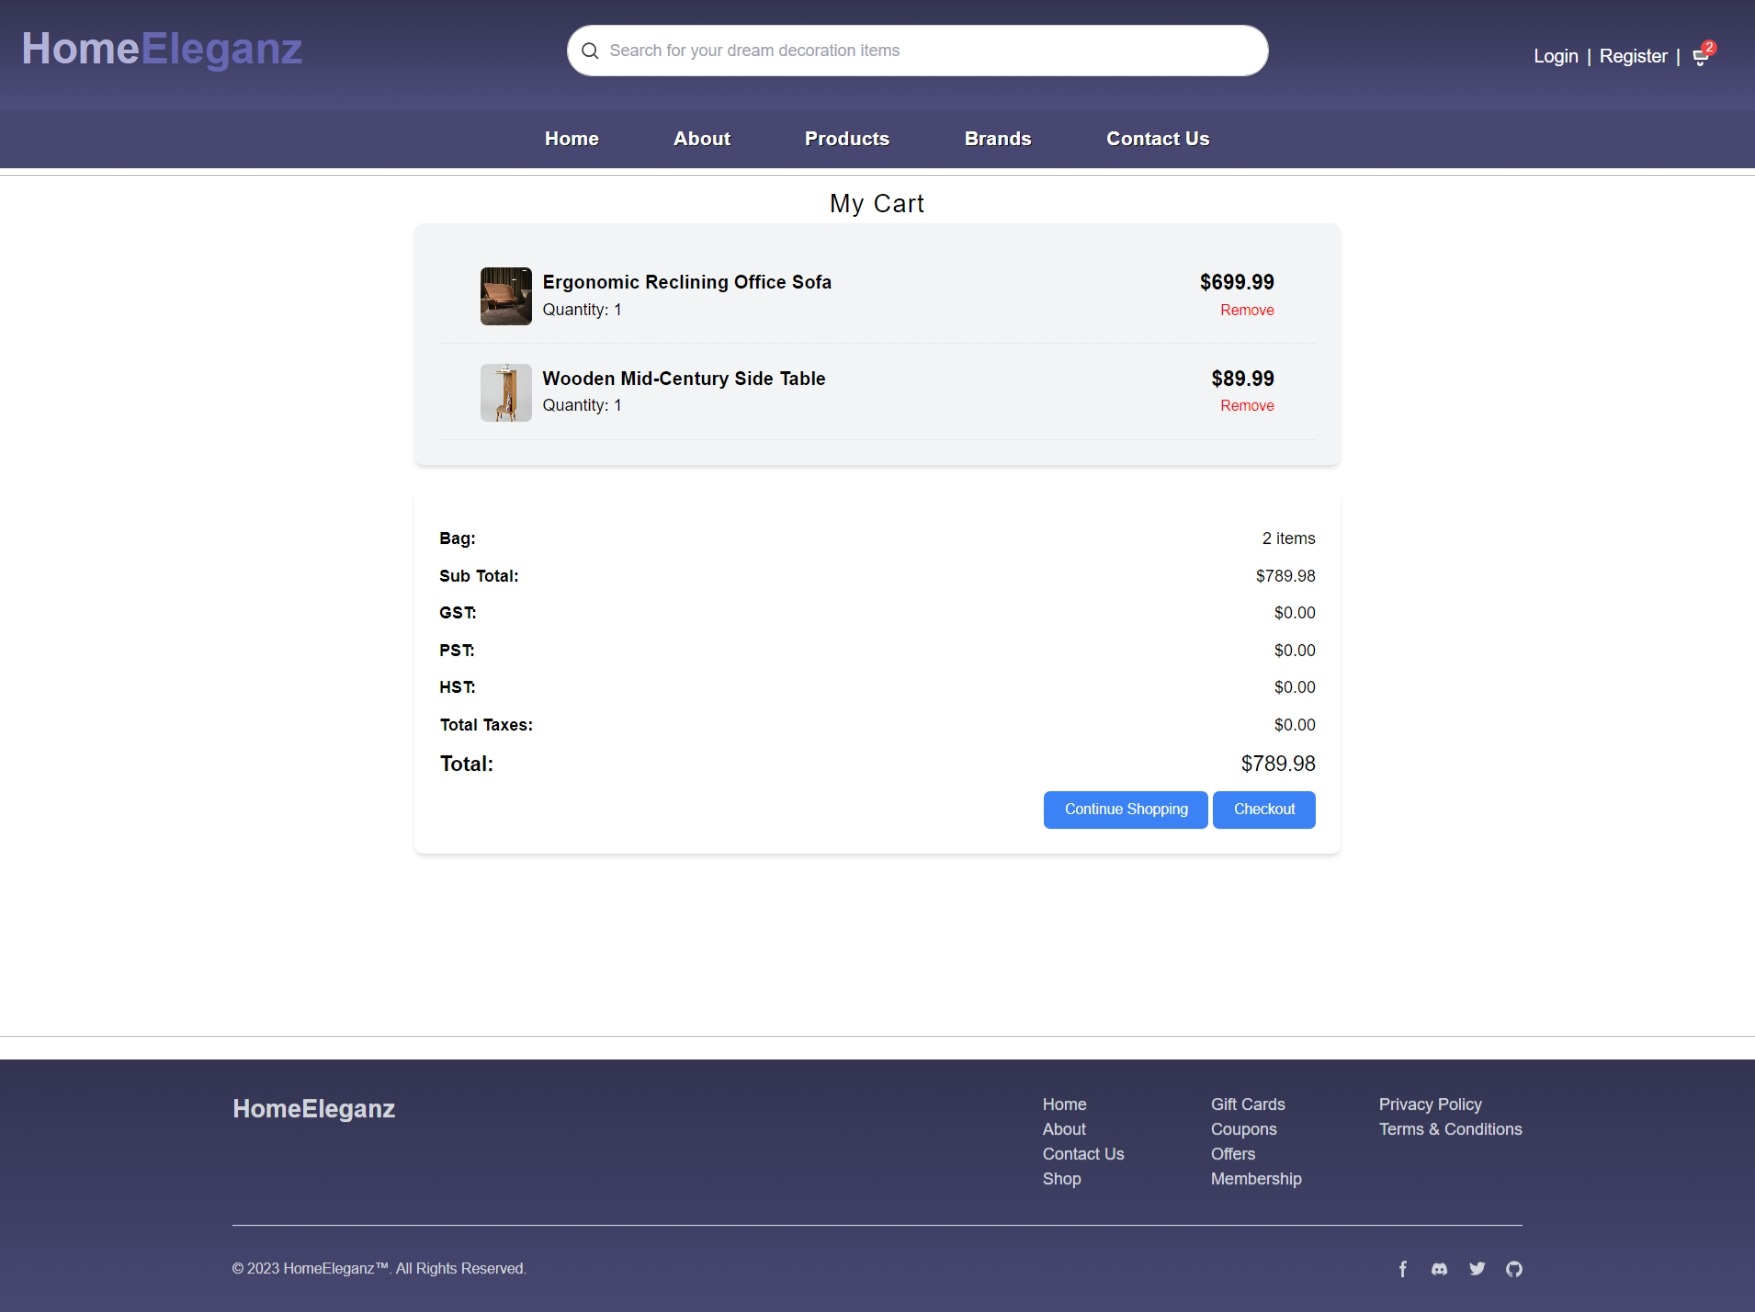 HomeEleganz
Search for your dream decoration items
Login | Register | 2
Home About Products Brands Contact Us
My Cart
Ergonomic Reclining Office Sofa $699.99
Quantity: 1 Remove
Wooden Mid-Century Side Table $89.99
Quantity: 1 Remove
Bag: 2 items
Sub Total: $789.98
GST: $0.00
PST: $0.00
HST: $0.00
Total Taxes: $0.00
Total: $789.98
Continue Shopping Checkout
HomeEleganz
Home Gift Cards Privacy Policy
About Coupons Terms & Conditions
Contact Us Offers
Shop Membership
© 2023 HomeEleganz™. All Rights Reserved.